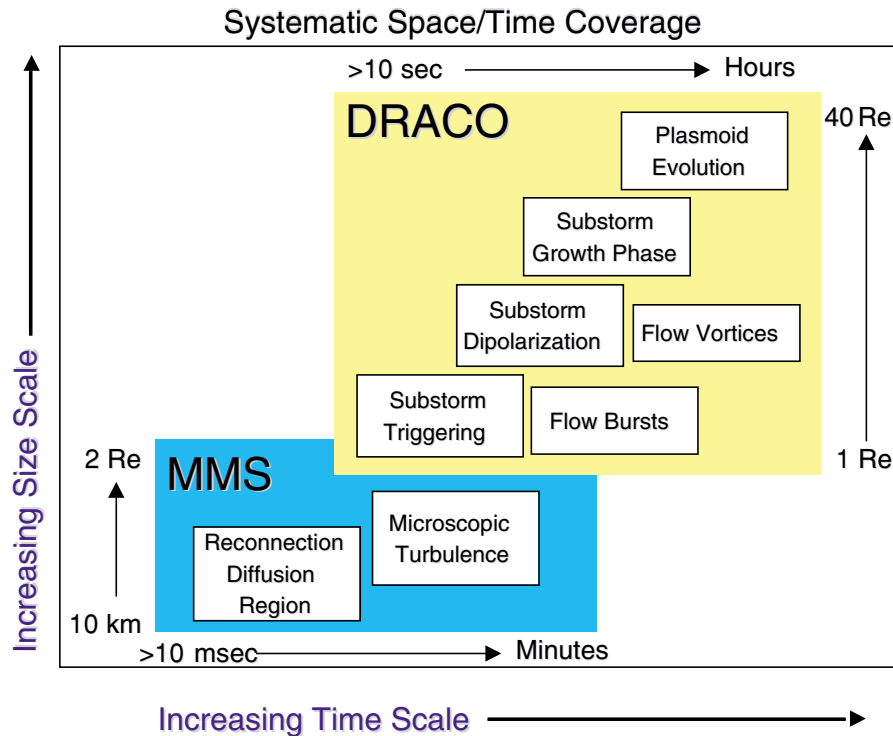 Systematic Space/Time Coverage
>10 sec
Hours
DRACO
40 Re
Plasmoid
Evolution
Substorm
Growth Phase
Substorm
Dipolarization
Flow Vortices
Substorm
Triggering
Flow Bursts
1 Re
2 Re
MMS
Microscopic
Turbulence
Reconnection
Diffusion
Region
10 km
>10 msec
Minutes
Increasing Size Scale
Increasing Time Scale